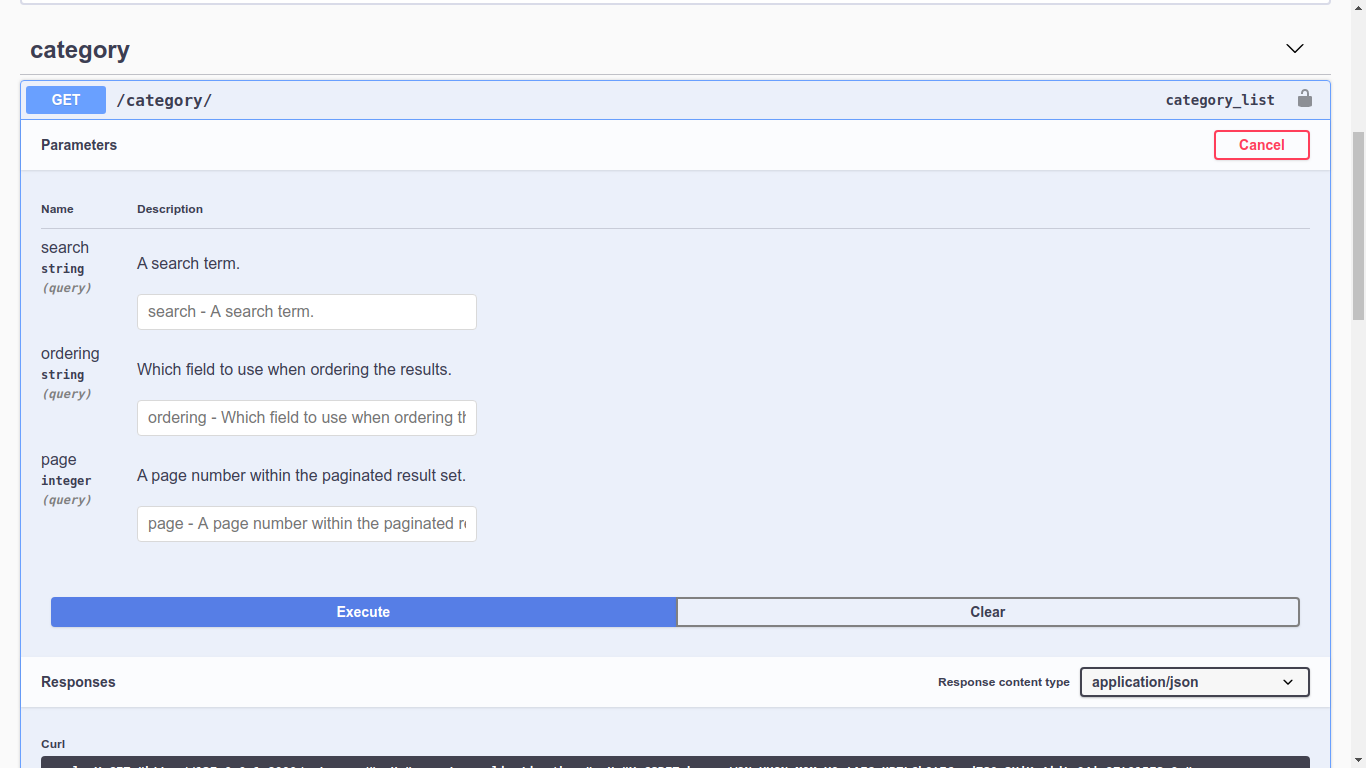 category
GET /category/ category_list
Parameters Cancel
Name Description
search
string
(query)
A search term.
search - A search term.
ordering
string
(query)
Which field to use when ordering the results.
ordering - Which field to use when ordering th
page
integer
(query)
A page number within the paginated result set.
page - A page number within the paginated re
Execute Clear
Responses Response content type application/json
Curl